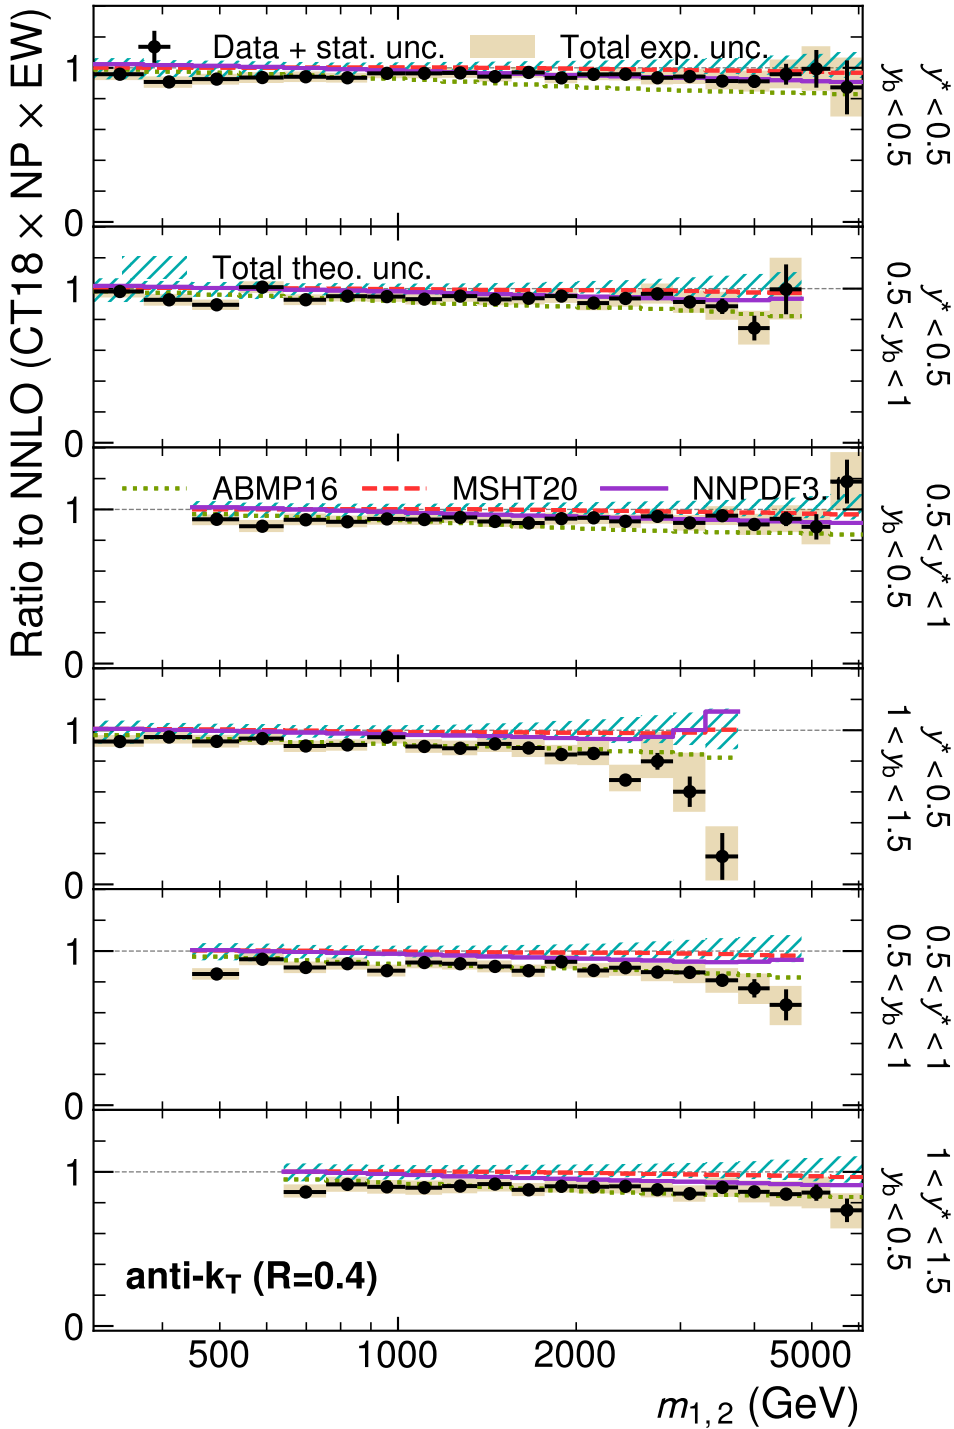 Ratio to NNLO (CT18 × NP × EW)
Data + stat. unc.
Total exp. unc.
1
0
y* < 0.5
y_b < 0.5
Total theo. unc.
1
0
y* < 0.5
0.5 < y_b < 1
ABMP16
MSHT20
NNPDF3.
1
0
0.5 < y* < 1
y_b < 0.5
1
0
y* < 0.5
1 < y_b < 1.5
1
0
0.5 < y* < 1
0.5 < y_b < 1
1
0
1 < y* < 1.5
y_b < 0.5
anti-k_T (R=0.4)
500
1000
2000
5000
m_{1,2} (GeV)